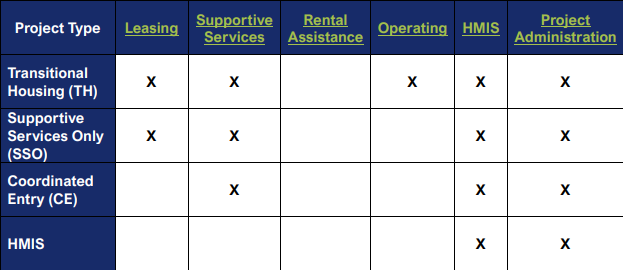 Project Type Leasing Supportive Services Rental Assistance Operating HMIS Project Administration
Transitional Housing (TH) X X X X X
Supportive Services Only (SSO) X X X X
Coordinated Entry (CE) X X X
HMIS X X